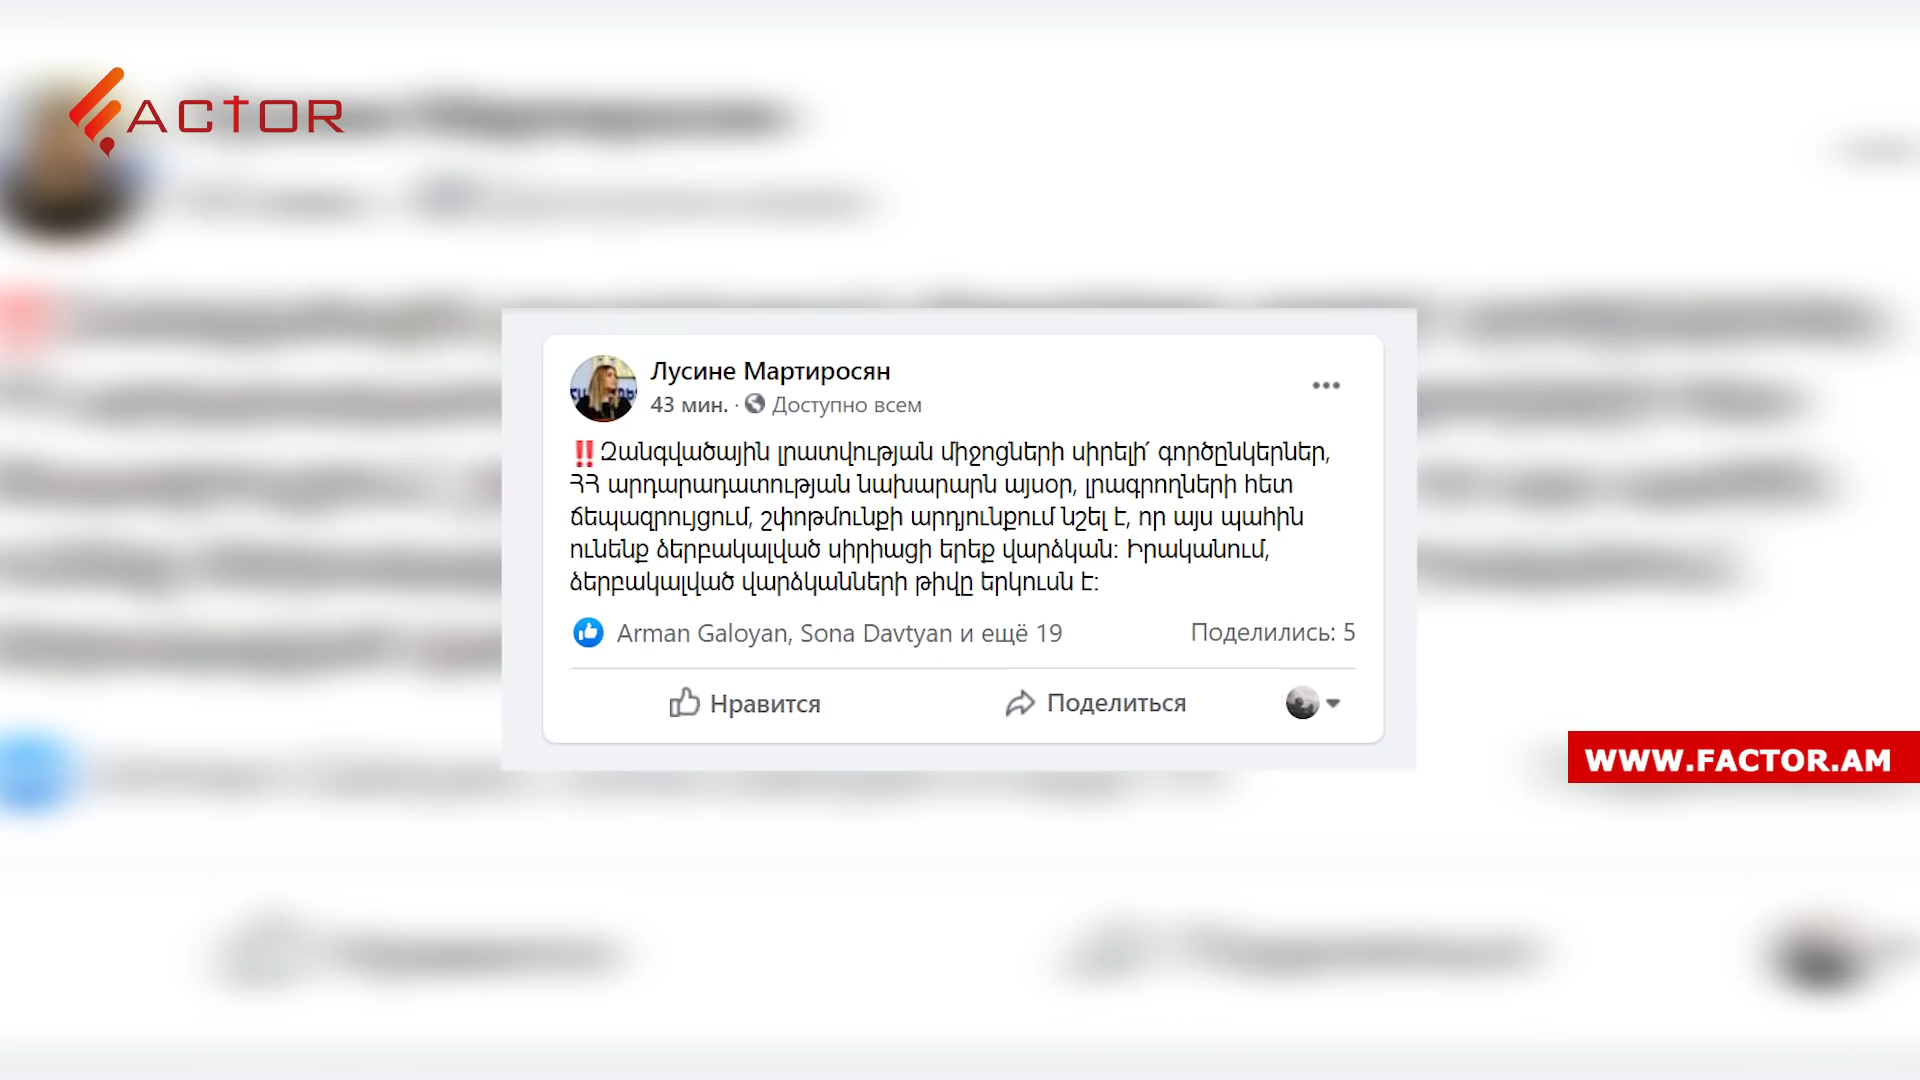 ACTOR
Лусине Мартиросян
43 мин. · Доступно всем
‼️Զանգվածային լրատվության միջոցների սիրելի՛ գործընկերներ,
ՀՀ արդարադատության նախարարն այսօր, լրագրողների հետ
ճեպազրույցում, շփոթմունքի արդյունքում նշել է, որ այս պահին
ունենք ձերբակալված սիրիացի երեք վարձկան։ Իրականում,
ձերբակալված վարձկանների թիվը երկուսն է։
Arman Galoyan, Sona Davtyan и ещё 19
Поделились: 5
Нравится
Поделиться
WWW.FACTOR.AM